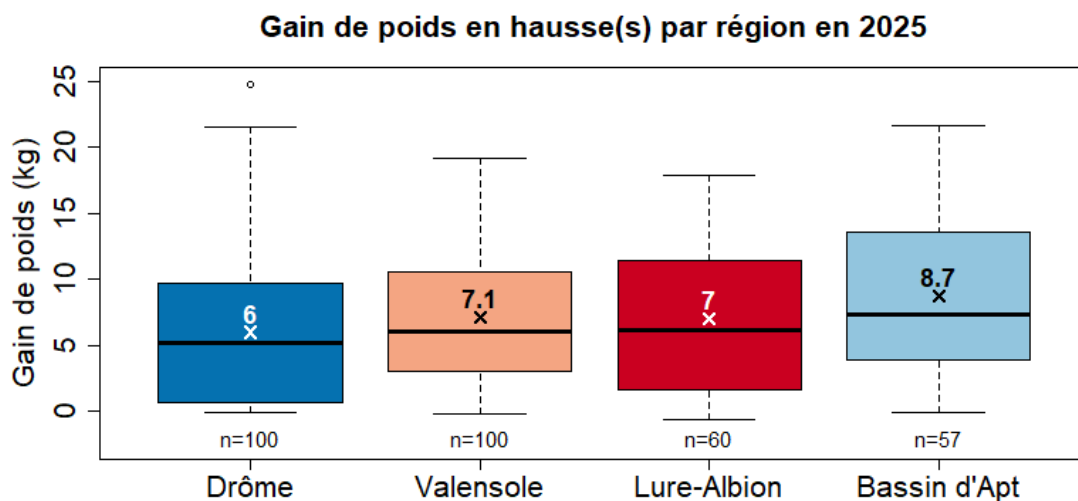 Gain de poids en hausse(s) par région en 2025
Gain de poids (kg)
25
20
15
10
5
0
6
7.1
7
8.7
n=100
n=100
n=60
n=57
Drôme
Valensole
Lure-Albion
Bassin d'Apt